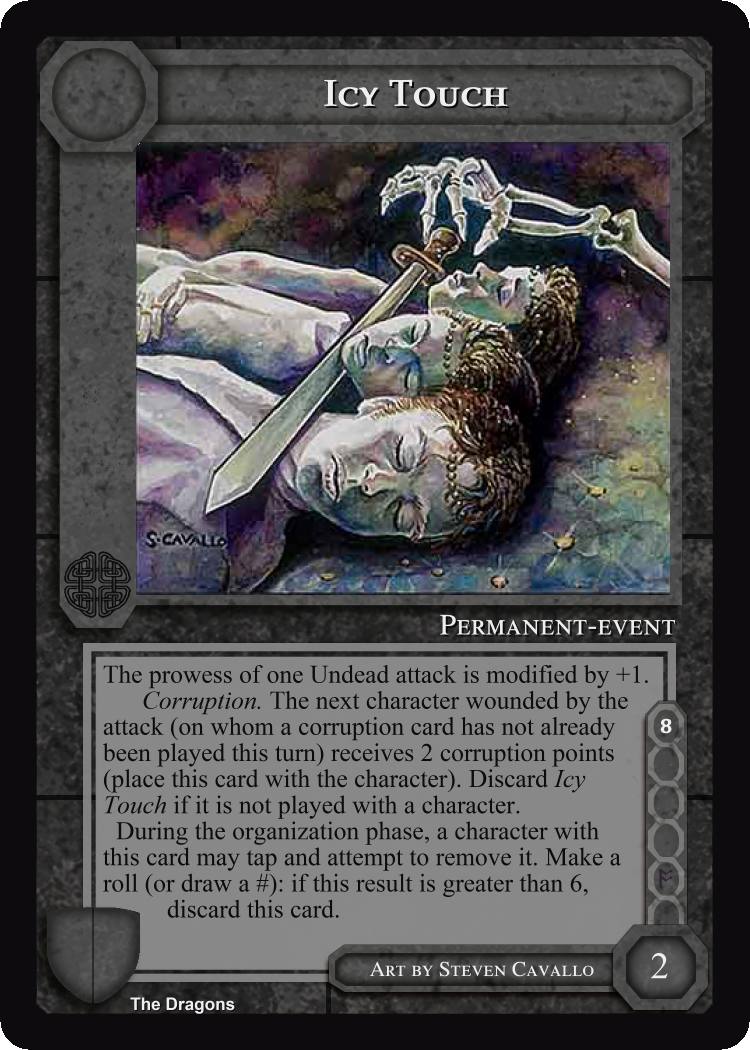 Icy Touch
S. CAVALLO
Permanent-event
The prowess of one Undead attack is modified by +1.
Corruption. The next character wounded by the
attack (on whom a corruption card has not already
been played this turn) receives 2 corruption points
(place this card with the character). Discard Icy
Touch if it is not played with a character.
During the organization phase, a character with
this card may tap and attempt to remove it. Make a
roll (or draw a #): if this result is greater than 6,
discard this card.
8
Art by Steven Cavallo
2
The Dragons